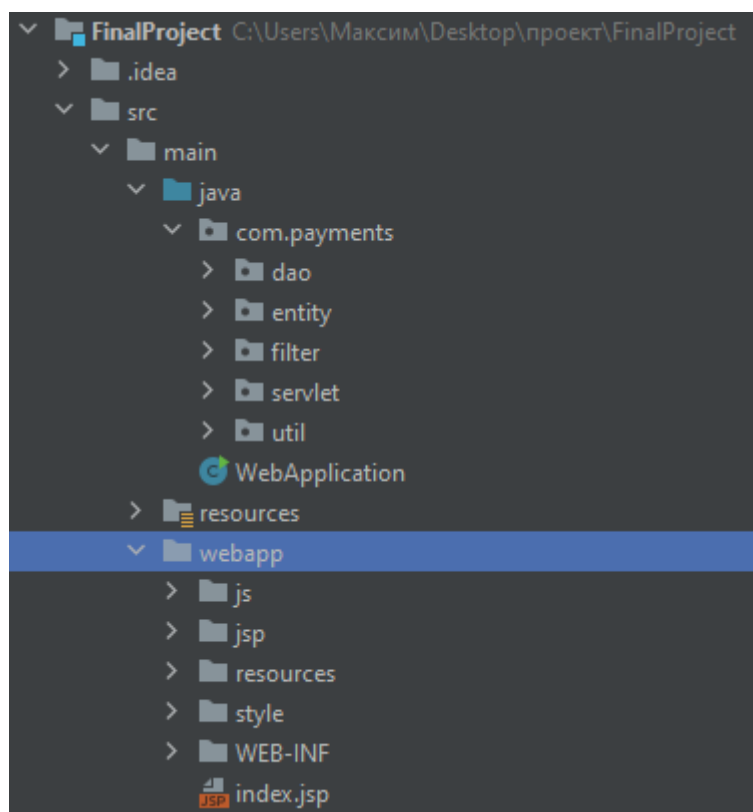 FinalProject C:\Users\Максим\Desktop\проект\FinalProject
.idea
src
main
java
com.payments
dao
entity
filter
servlet
util
WebApplication
resources
webapp
js
jsp
resources
style
WEB-INF
index.jsp